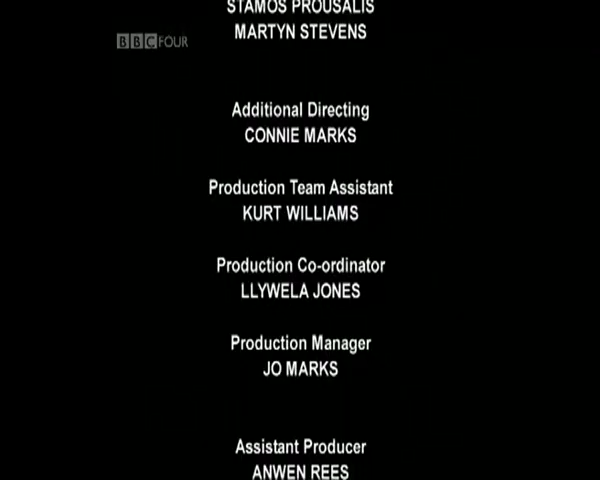 STAMOS PROUSALIS
MARTYN STEVENS
BBC FOUR
Additional Directing
CONNIE MARKS
Production Team Assistant
KURT WILLIAMS
Production Co-ordinator
LLYWELA JONES
Production Manager
JO MARKS
Assistant Producer
ANWEN REES